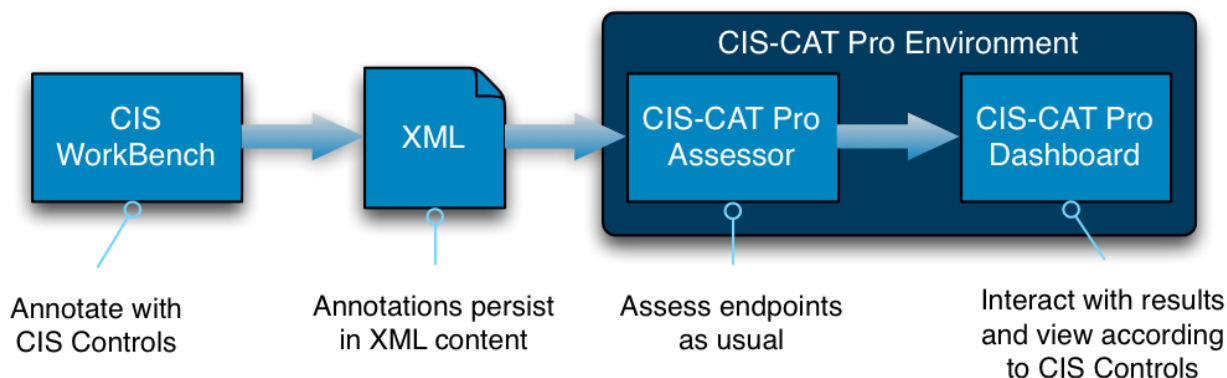 CIS-CAT Pro Environment
CIS
WorkBench
XML
CIS-CAT Pro
Assessor
CIS-CAT Pro
Dashboard
Annotate with
CIS Controls
Annotations persist
in XML content
Assess endpoints
as usual
Interact with results
and view according
to CIS Controls